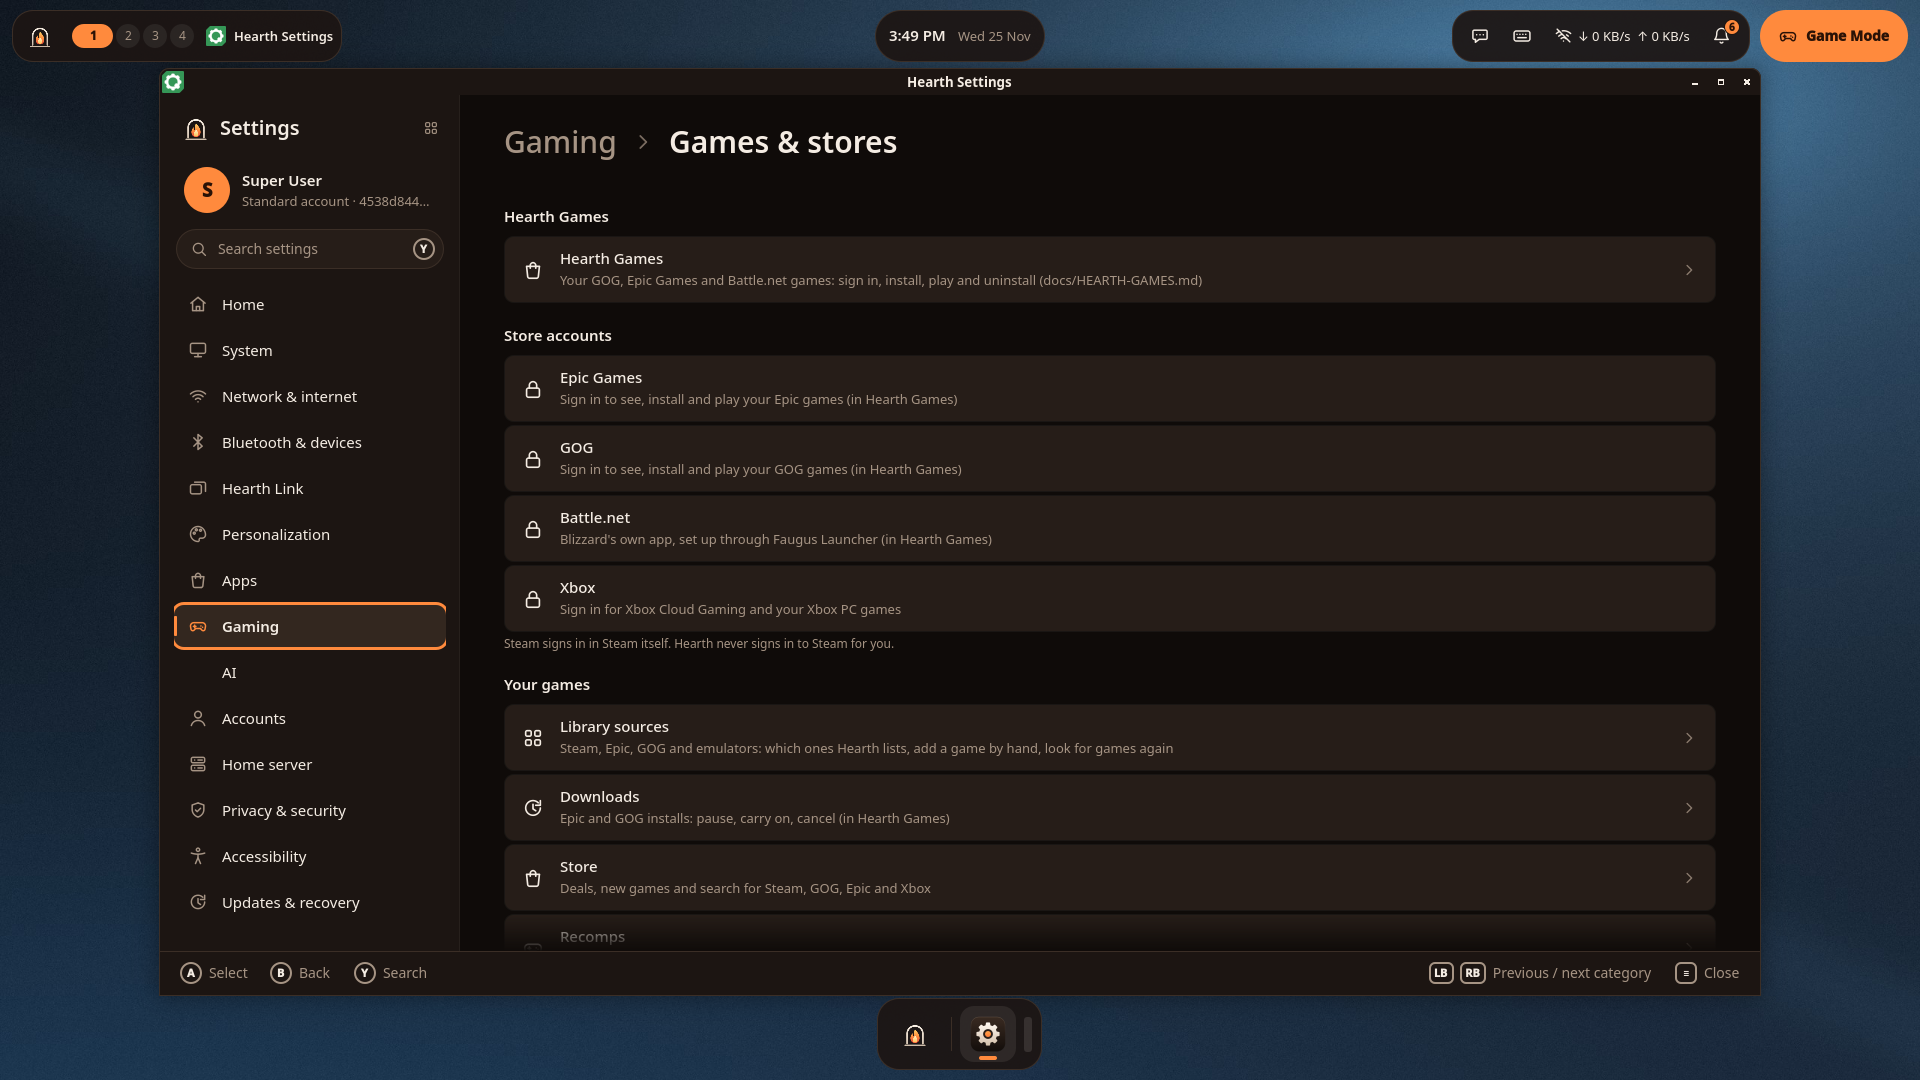 1 2 3 4 Hearth Settings
3:49 PM Wed 25 Nov
↓ 0 KB/s ↑ 0 KB/s 6
Game Mode
Hearth Settings
Settings
S
Super User
Standard account · 4538d844...
Search settings Y
Home
System
Network & internet
Bluetooth & devices
Hearth Link
Personalization
Apps
Gaming
AI
Accounts
Home server
Privacy & security
Accessibility
Updates & recovery
Gaming > Games & stores
Hearth Games
Hearth Games
Your GOG, Epic Games and Battle.net games: sign in, install, play and uninstall (docs/HEARTH-GAMES.md)
Store accounts
Epic Games
Sign in to see, install and play your Epic games (in Hearth Games)
GOG
Sign in to see, install and play your GOG games (in Hearth Games)
Battle.net
Blizzard's own app, set up through Faugus Launcher (in Hearth Games)
Xbox
Sign in for Xbox Cloud Gaming and your Xbox PC games
Steam signs in in Steam itself. Hearth never signs in to Steam for you.
Your games
Library sources
Steam, Epic, GOG and emulators: which ones Hearth lists, add a game by hand, look for games again
Downloads
Epic and GOG installs: pause, carry on, cancel (in Hearth Games)
Store
Deals, new games and search for Steam, GOG, Epic and Xbox
Recomps
A Select B Back Y Search
LB RB Previous / next category ≡ Close